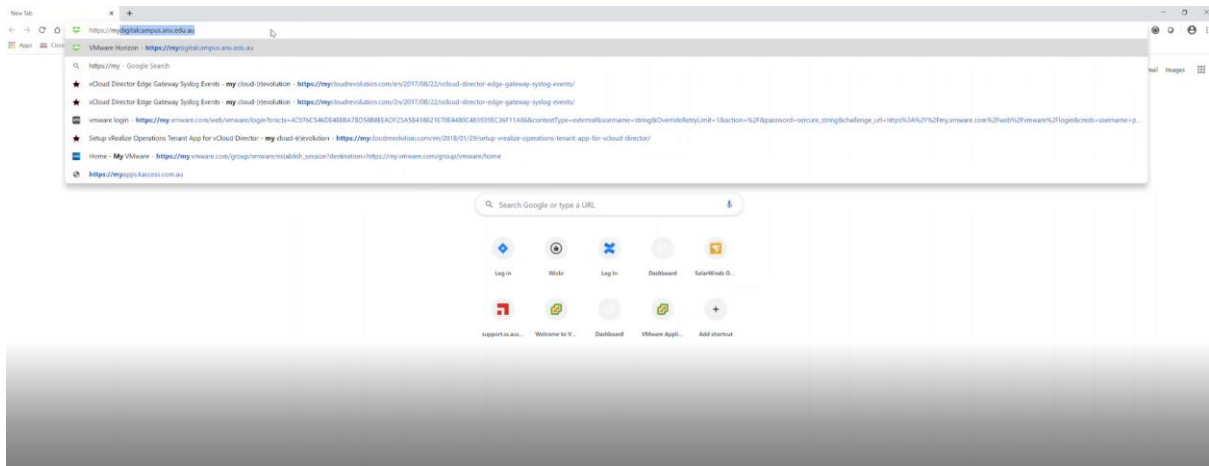 New Tab
https://mydigitalcampus.anu.edu.au
Apps Cisco
VMware Horizon - https://mydigitalcampus.anu.edu.au
https://my - Google Search
vCloud Director Edge Gateway Syslog Events - my cloud-(r)evolution - https://mycloudrevolution.com/en/2017/08/22/vcloud-director-edge-gateway-syslog-events/
vCloud Director Edge Gateway Syslog Events - my cloud-(r)evolution - https://mycloudrevolution.com/2017/08/22/vcloud-director-edge-gateway-syslog-events/
vmware login - https://my.vmware.com/web/vmware/login?
Setup vRealize Operations Tenant App for vCloud Director - my cloud-(r)evolution - https://mycloudrevolution.com/en/2018/01/29/setup-vrealize-operations-tenant-app-for-vcloud-director/
Home - My VMware - https://my.vmware.com/group/vmware/establish_session?destination=https://my.vmware.com/group/vmware/home
https://myapps.kaccess.com.au
mail Images
Search Google or type a URL
Log in Wickr Log In Dashboard SolarWinds O...
support.ss.aus... Welcome to V... Dashboard VMware Appli... Add shortcut